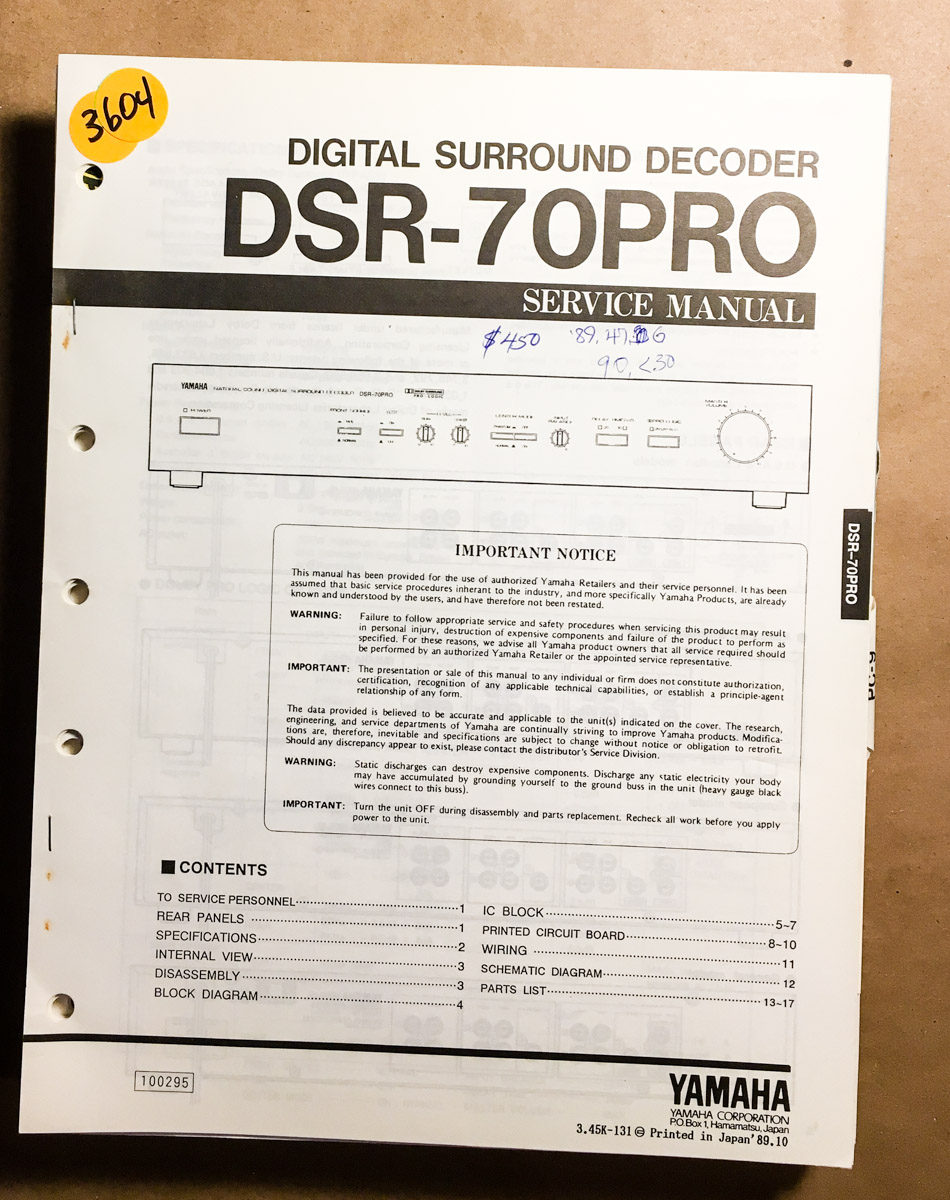 3604
DIGITAL SURROUND DECODER
DSR-70PRO
SERVICE MANUAL
$450 '89,
90, <30
YAMAHA NATURAL SOUND DIGITAL SURROUND DECODER DSR-70PRO DOLBY SURROUND
PRO·LOGIC
POWER
MASTER
VOLUME
DSR-70PRO
IMPORTANT NOTICE
This manual has been provided for the use of authorized Yamaha Retailers and their service personnel. It has been
assumed that basic service procedures inherant to the industry, and more specifically Yamaha Products, are already
known and understood by the users, and have therefore not been restated.
WARNING: Failure to follow appropriate service and safety procedures when servicing this product may result
in personal injury, destruction of expensive components and failure of the product to perform as
specified. For these reasons, we advise all Yamaha product owners that all service required should
be performed by an authorized Yamaha Retailer or the appointed service representative.
IMPORTANT: The presentation or sale of this manual to any individual or firm does not constitute authorization,
certification, recognition of any applicable technical capabilities, or establish a principle-agent
relationship of any form.
The data provided is believed to be accurate and applicable to the unit(s) indicated on the cover. The research,
engineering, and service departments of Yamaha are continually striving to improve Yamaha products. Modifica-
tions are, therefore, inevitable and specifications are subject to change without notice or obligation to retrofit.
Should any discrepancy appear to exist, please contact the distributor's Service Division.
WARNING: Static discharges can destroy expensive components. Discharge any static electricity your body
may have accumulated by grounding yourself to the ground buss in the unit (heavy gauge black
wires connect to this buss).
IMPORTANT: Turn the unit OFF during disassembly and parts replacement. Recheck all work before you apply
power to the unit.
■ CONTENTS
TO SERVICE PERSONNEL 1
REAR PANELS 1
SPECIFICATIONS 2
INTERNAL VIEW 3
DISASSEMBLY 3
BLOCK DIAGRAM 4
IC BLOCK 5~7
PRINTED CIRCUIT BOARD 8~10
WIRING 11
SCHEMATIC DIAGRAM 12
PARTS LIST 13~17
100295
YAMAHA
YAMAHA CORPORATION
P.O.Box 1, Hamamatsu, Japan
3.45K-131 © Printed in Japan '89.10